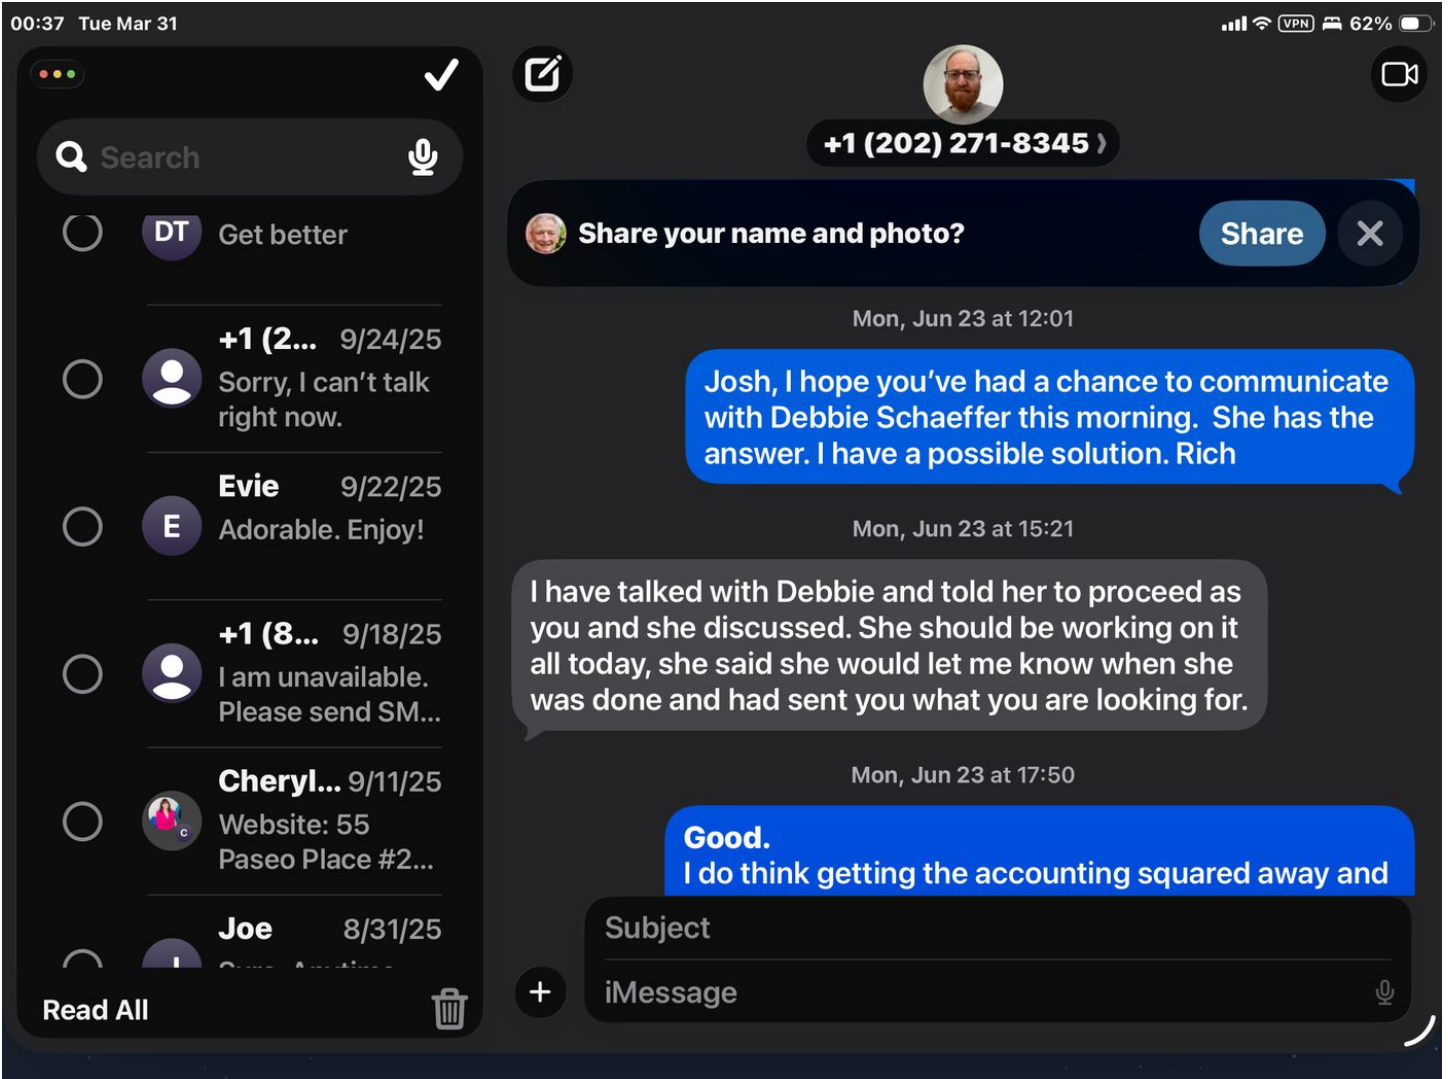 00:37 Tue Mar 31
VPN 62%
Search
DT Get better
+1 (2... 9/24/25
Sorry, I can't talk
right now.
Evie 9/22/25
E Adorable. Enjoy!
+1 (8... 9/18/25
I am unavailable.
Please send SM...
Cheryl... 9/11/25
C Website: 55
Paseo Place #2...
Joe 8/31/25
J Sure. Anytime
Read All
+1 (202) 271-8345 ›
Share your name and photo? Share
Mon, Jun 23 at 12:01
Josh, I hope you've had a chance to communicate
with Debbie Schaeffer this morning.  She has the
answer. I have a possible solution. Rich
Mon, Jun 23 at 15:21
I have talked with Debbie and told her to proceed as
you and she discussed. She should be working on it
all today, she said she would let me know when she
was done and had sent you what you are looking for.
Mon, Jun 23 at 17:50
Good.
I do think getting the accounting squared away and
Subject
iMessage